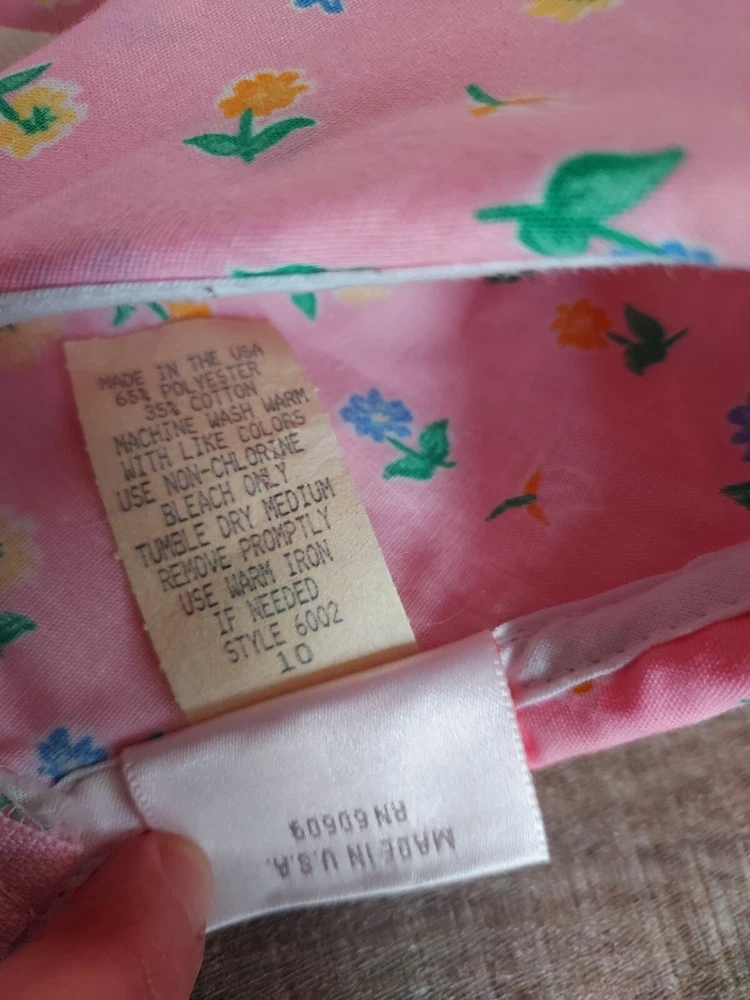 MADE IN THE USA
65% POLYESTER
35% COTTON
MACHINE WASH WARM
WITH LIKE COLORS
USE NON-CHLORINE
BLEACH ONLY
TUMBLE DRY MEDIUM
REMOVE PROMPTLY
USE WARM IRON
IF NEEDED
STYLE 6002
10
MADE IN U.S.A.
RN 60609